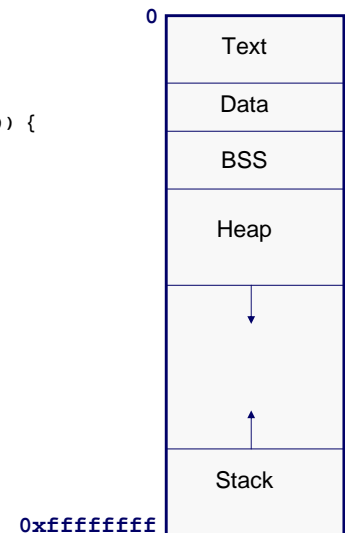 0
Text
Data
)) {
BSS
Heap
Stack
0xffffffff